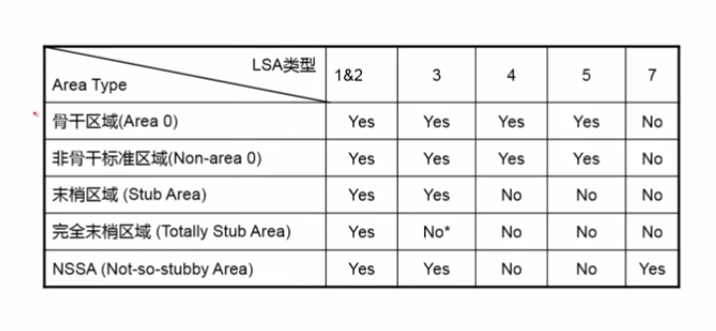 LSA类型
Area Type
1&2 3 4 5 7
骨干区域(Area 0) Yes Yes Yes Yes No
非骨干标准区域(Non-area 0) Yes Yes Yes Yes No
末梢区域 (Stub Area) Yes Yes No No No
完全末梢区域 (Totally Stub Area) Yes No* No No No
NSSA (Not-so-stubby Area) Yes Yes No No Yes